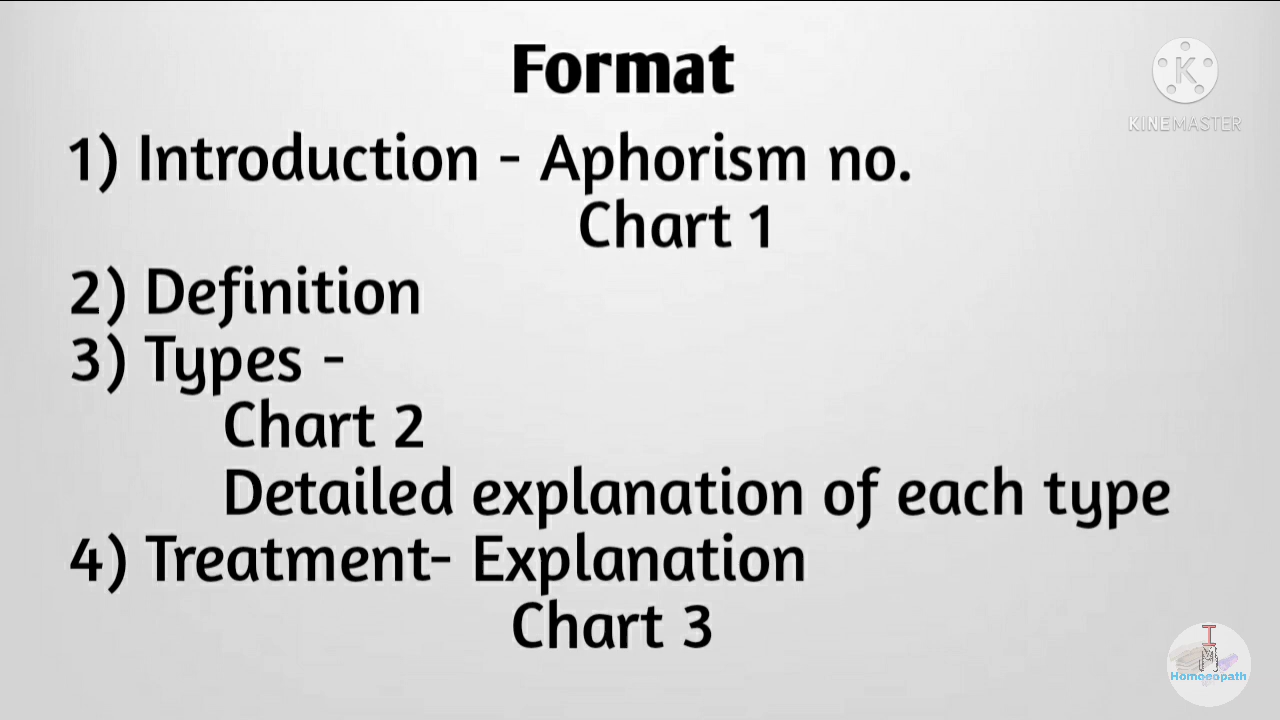 Format
KINEMASTER
1) Introduction - Aphorism no.
Chart 1
2) Definition
3) Types -
Chart 2
Detailed explanation of each type
4) Treatment- Explanation
Chart 3
I
M
Homoeopath